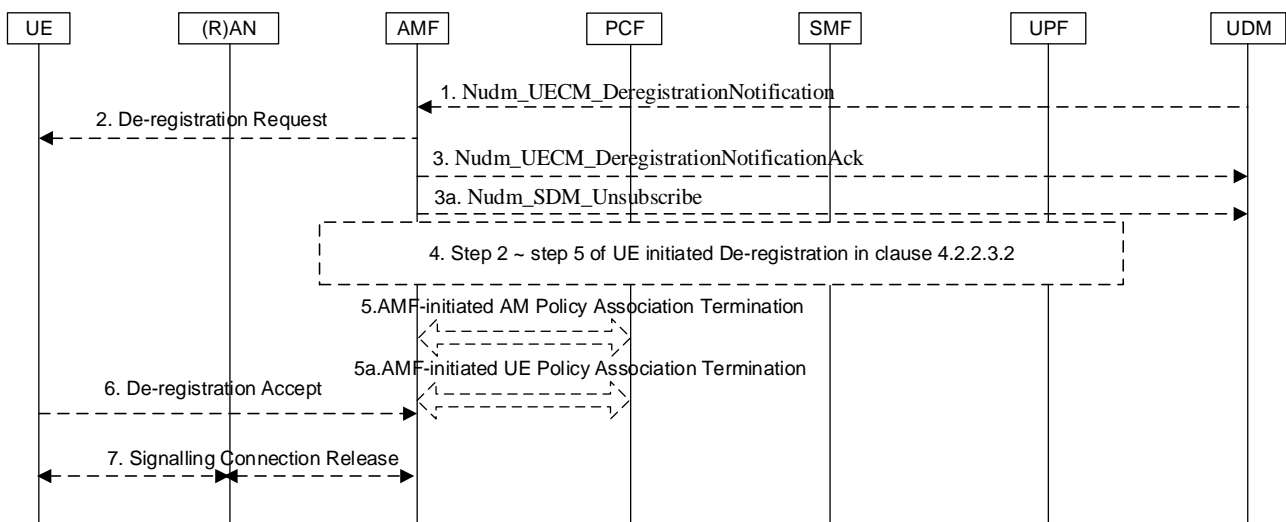 UE
(R)AN
AMF
PCF
SMF
UPF
UDM
1. Nudm_UECM_DeregistrationNotification
2. De-registration Request
3. Nudm_UECM_DeregistrationNotificationAck
3a. Nudm_SDM_Unsubscribe
4. Step 2 ~ step 5 of UE initiated De-registration in clause 4.2.2.3.2
5.AMF-initiated AM Policy Association Termination
5a.AMF-initiated UE Policy Association Termination
6. De-registration Accept
7. Signalling Connection Release